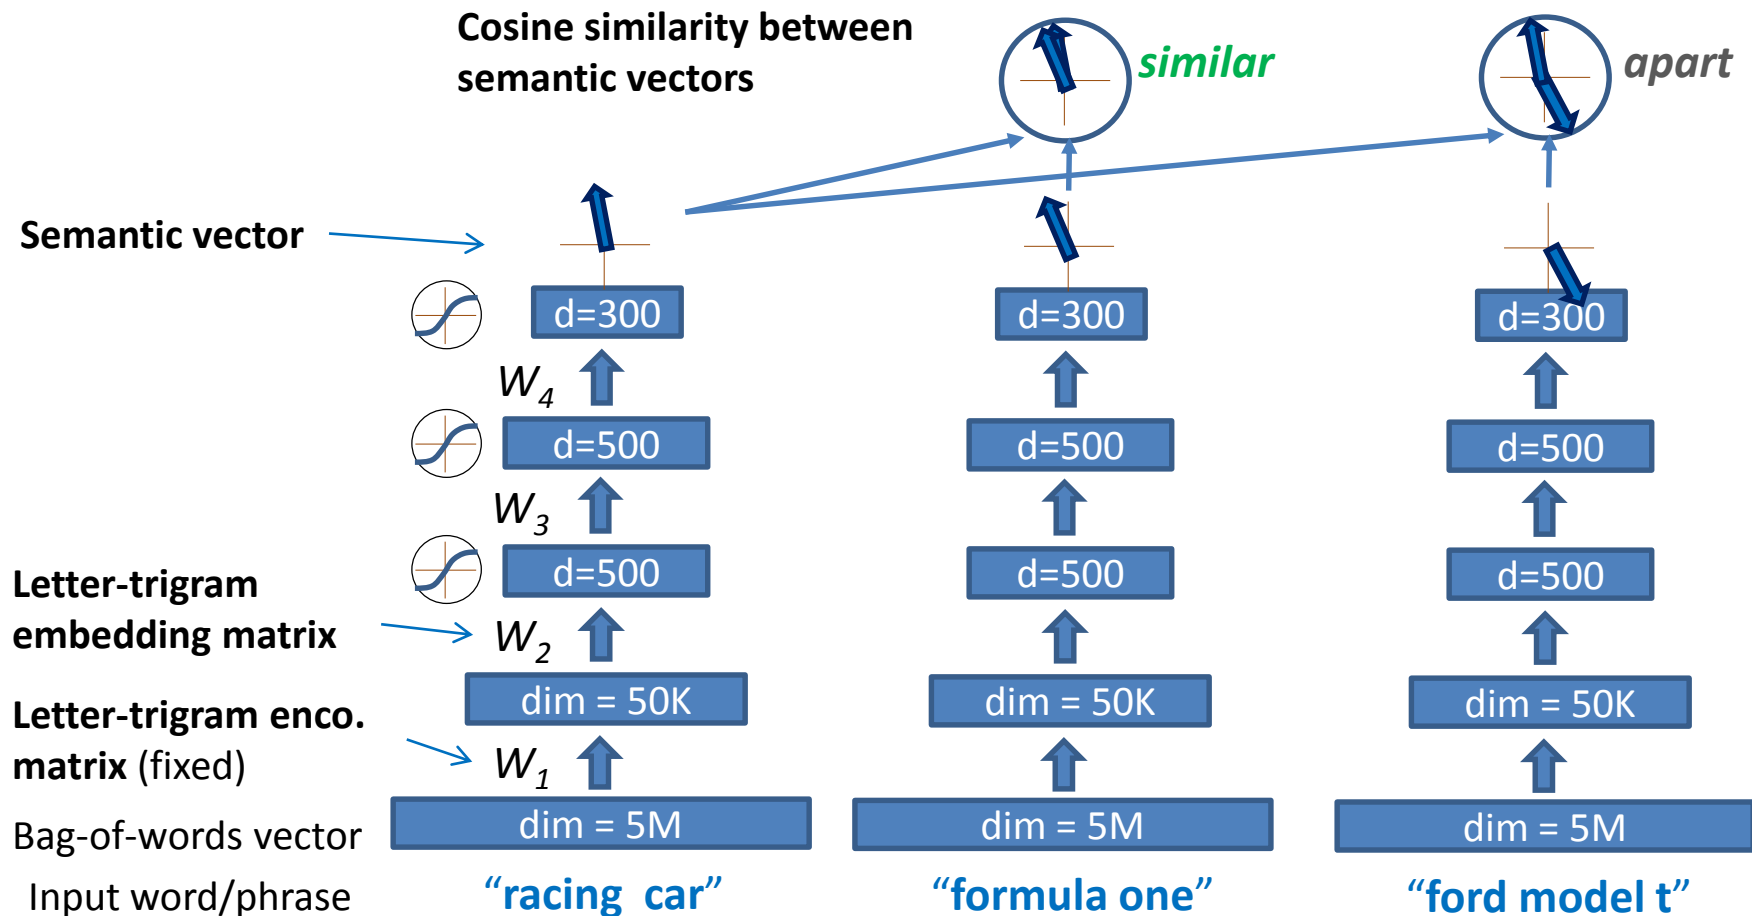 Cosine similarity between
semantic vectors
similar
apart
Semantic vector
d=300
d=300
d=300
W4
d=500
d=500
d=500
W3
d=500
d=500
d=500
Letter-trigram
embedding matrix
W2
dim = 50K
dim = 50K
dim = 50K
Letter-trigram enco.
matrix (fixed)
W1
dim = 5M
dim = 5M
dim = 5M
Bag-of-words vector
Input word/phrase
“racing car”
“formula one”
“ford model t”